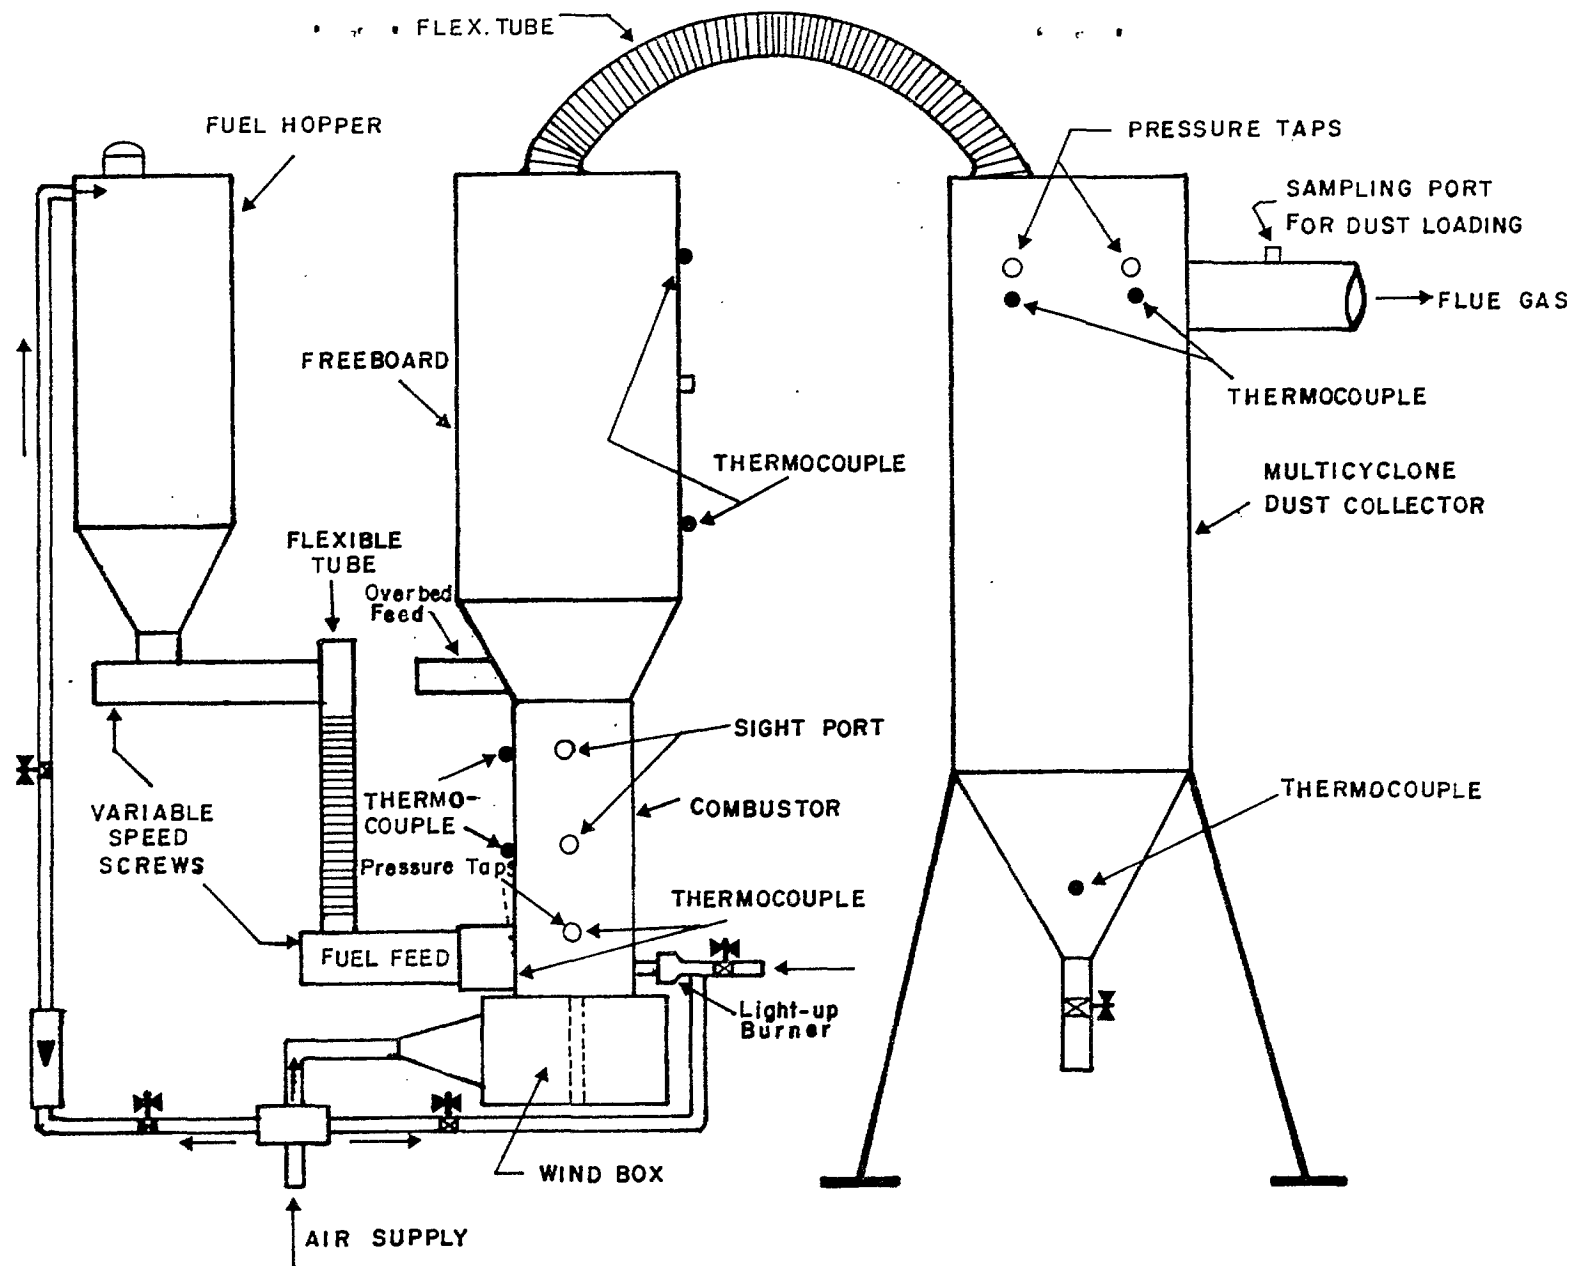 FLEX. TUBE
FUEL HOPPER
PRESSURE TAPS
SAMPLING PORT
FOR DUST LOADING
FLUE GAS
FREEBOARD
THERMOCOUPLE
THERMOCOUPLE
MULTICYCLONE
DUST COLLECTOR
FLEXIBLE
TUBE
Overbed
Feed
SIGHT PORT
THERMO-
COUPLE
COMBUSTOR
THERMOCOUPLE
VARIABLE
SPEED
SCREWS
Pressure Taps
THERMOCOUPLE
FUEL FEED
Light-up
Burner
WIND BOX
AIR SUPPLY